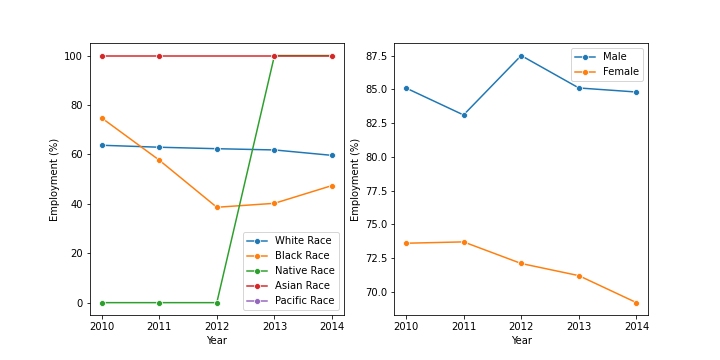 100
80
60
40
20
0
Employment (%)
2010 2011 2012 2013 2014
Year
White Race
Black Race
Native Race
Asian Race
Pacific Race
87.5
85.0
82.5
80.0
77.5
75.0
72.5
70.0
Employment (%)
2010 2011 2012 2013 2014
Year
Male
Female